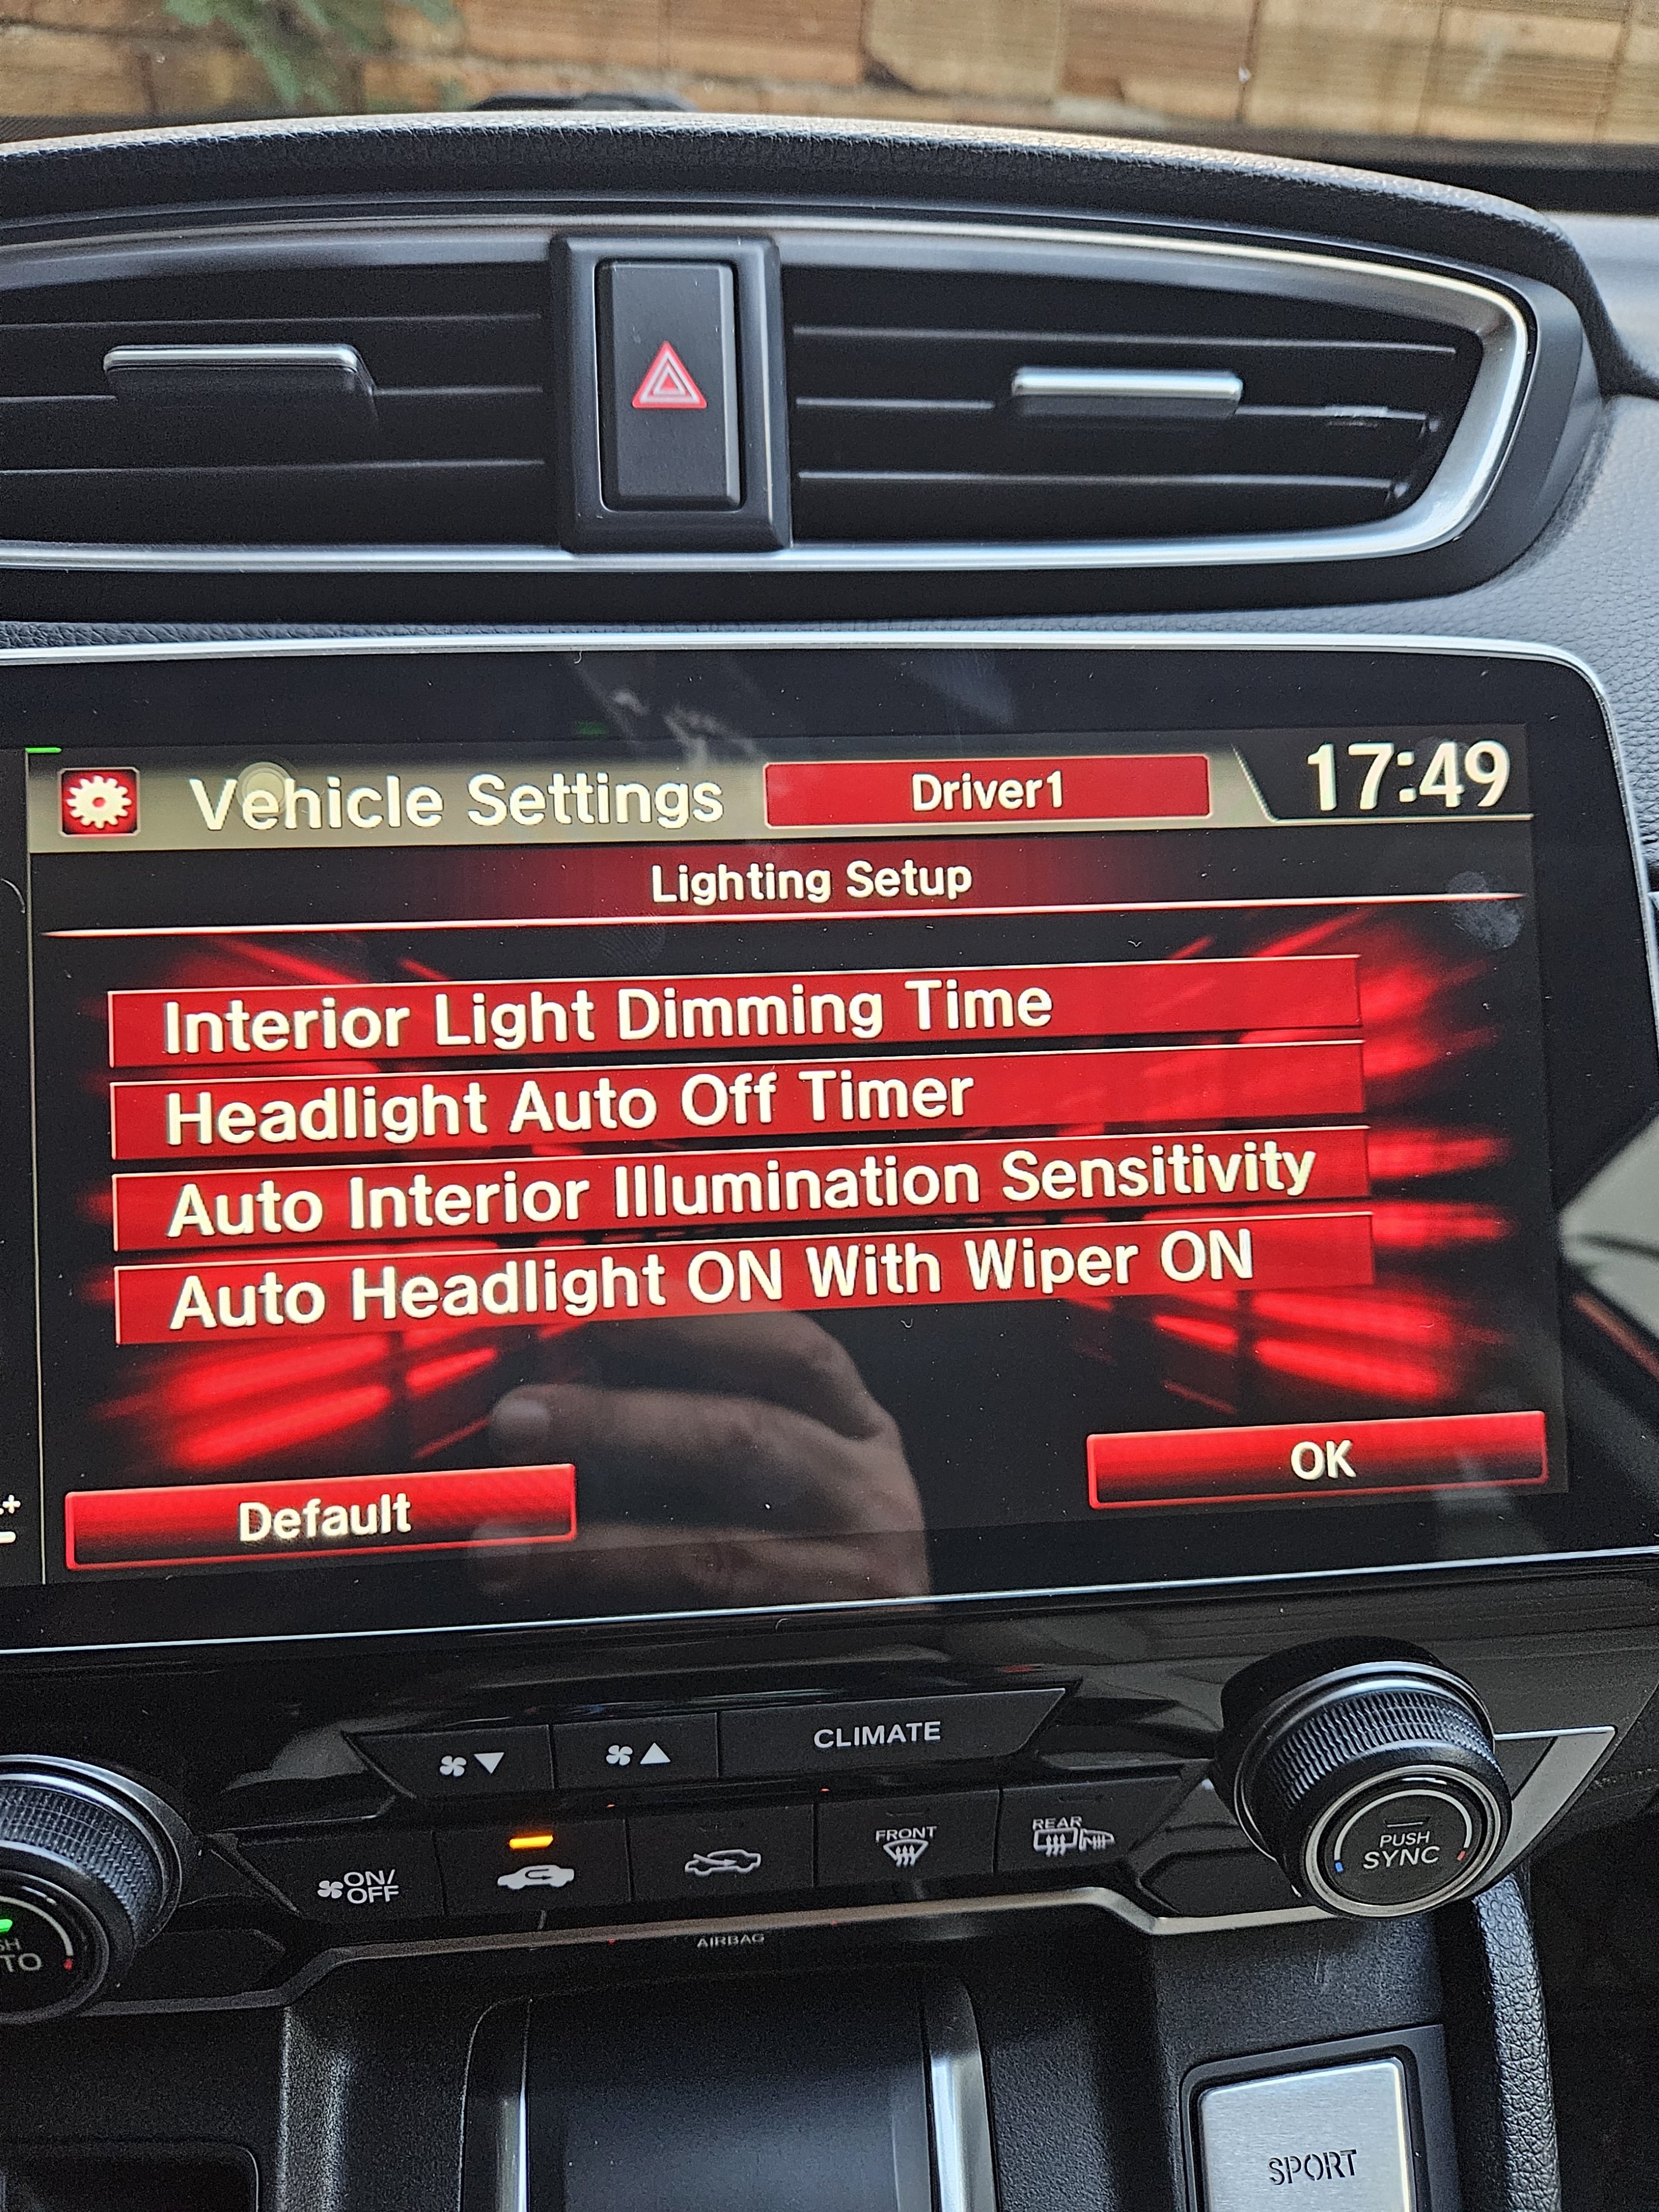 Vehicle Settings Driver1 17:49
Lighting Setup
Interior Light Dimming Time
Headlight Auto Off Timer
Auto Interior Illumination Sensitivity
Auto Headlight ON With Wiper ON
OK
Default
CLIMATE
FRONT
REAR
PUSH
SYNC
ON/
OFF
AIRBAG
SPORT